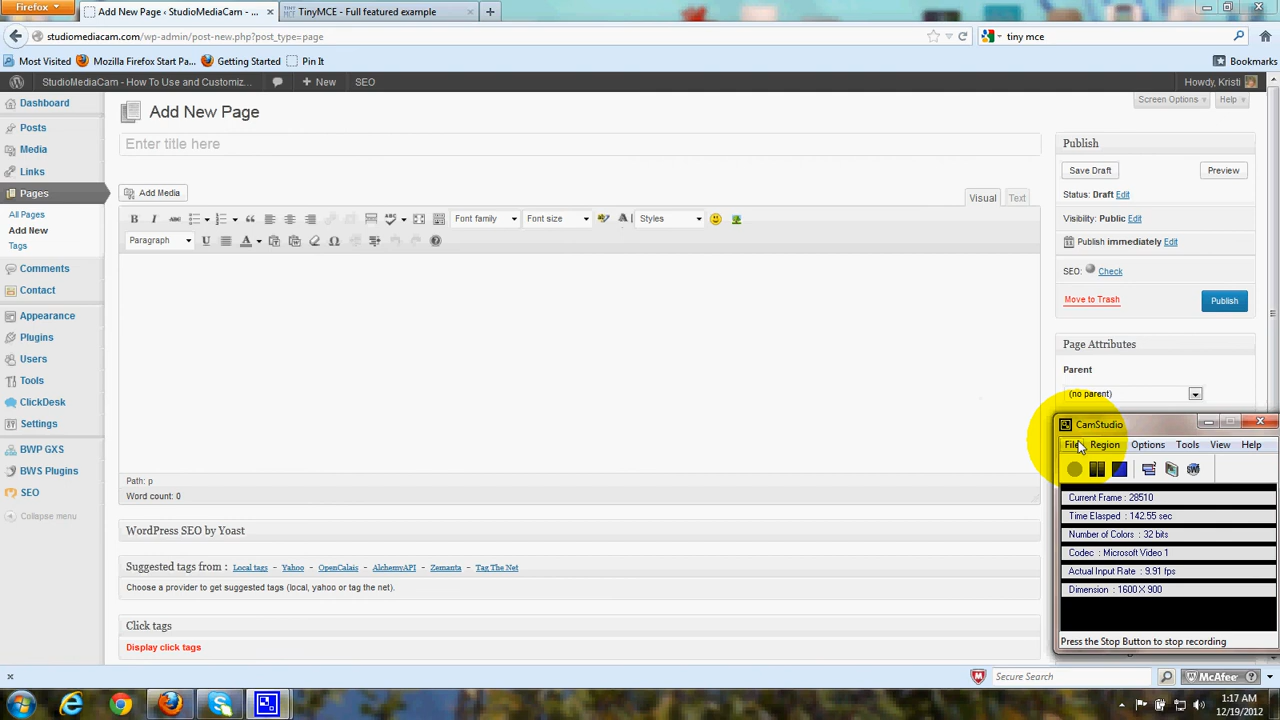 Firefox
Add New Page ‹ StudioMediaCam - ...
TinyMCE - Full featured example
studiomediacam.com/wp-admin/post-new.php?post_type=page
tiny mce
Most Visited
Mozilla Firefox Start Pa...
Getting Started
Pin It
Bookmarks
StudioMediaCam - How To Use and Customiz...
+ New
SEO
Howdy, Kristi
Dashboard
Posts
Media
Links
Pages
All Pages
Add New
Tags
Comments
Contact
Appearance
Plugins
Users
Tools
ClickDesk
Settings
BWP GXS
BWS Plugins
SEO
Collapse menu
Add New Page
Screen Options
Help
Enter title here
Add Media
Visual
Text
B
I
ABC
Font family
Font size
Styles
Paragraph
U
A
Ω
Path: p
Word count: 0
WordPress SEO by Yoast
Suggested tags from :
Local tags - Yahoo - OpenCalais - AlchemyAPI - Zemanta - Tag The Net
Choose a provider to get suggested tags (local, yahoo or tag the net).
Click tags
Display click tags
Publish
Save Draft
Preview
Status: Draft Edit
Visibility: Public Edit
Publish immediately Edit
SEO: Check
Move to Trash
Publish
Page Attributes
Parent
(no parent)
CamStudio
File
Region
Options
Tools
View
Help
Current Frame : 28510
Time Elasped : 142.55 sec
Number of Colors : 32 bits
Codec : Microsoft Video 1
Actual Input Rate : 9.91 fps
Dimension : 1600 X 900
Press the Stop Button to stop recording
Secure Search
McAfee
1:17 AM
12/19/2012